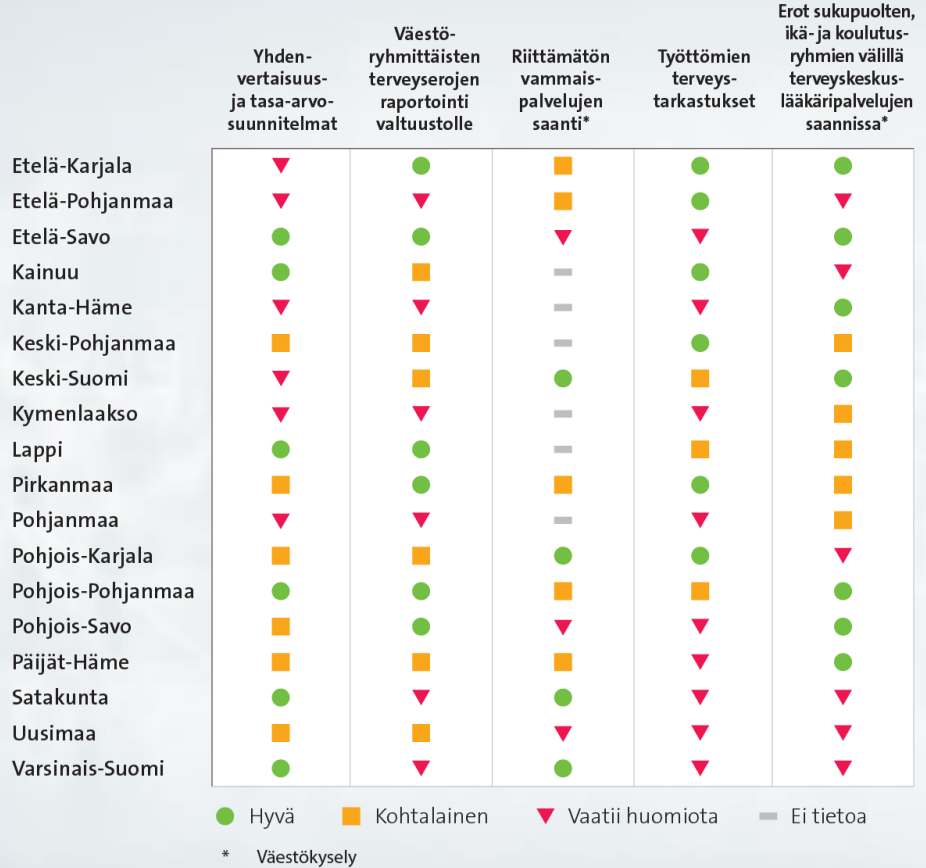 Yhden-
vertaisuus-
ja tasa-arvo-
suunnitelmat
Väestö-
ryhmittäisten
terveyserojen
raportointi
valtuustolle
Riittämätön
vammais-
palvelujen
saanti*
Työttömien
terveys-
tarkastukset
Erot sukupuolten,
ikä- ja koulutus-
ryhmien välillä
terveyskeskus-
lääkäripalvelujen
saannissa*
Etelä-Karjala
Etelä-Pohjanmaa
Etelä-Savo
Kainuu
Kanta-Häme
Keski-Pohjanmaa
Keski-Suomi
Kymenlaakso
Lappi
Pirkanmaa
Pohjanmaa
Pohjois-Karjala
Pohjois-Pohjanmaa
Pohjois-Savo
Päijät-Häme
Satakunta
Uusimaa
Varsinais-Suomi
Hyvä Kohtalainen Vaatii huomiota Ei tietoa
* Väestökysely